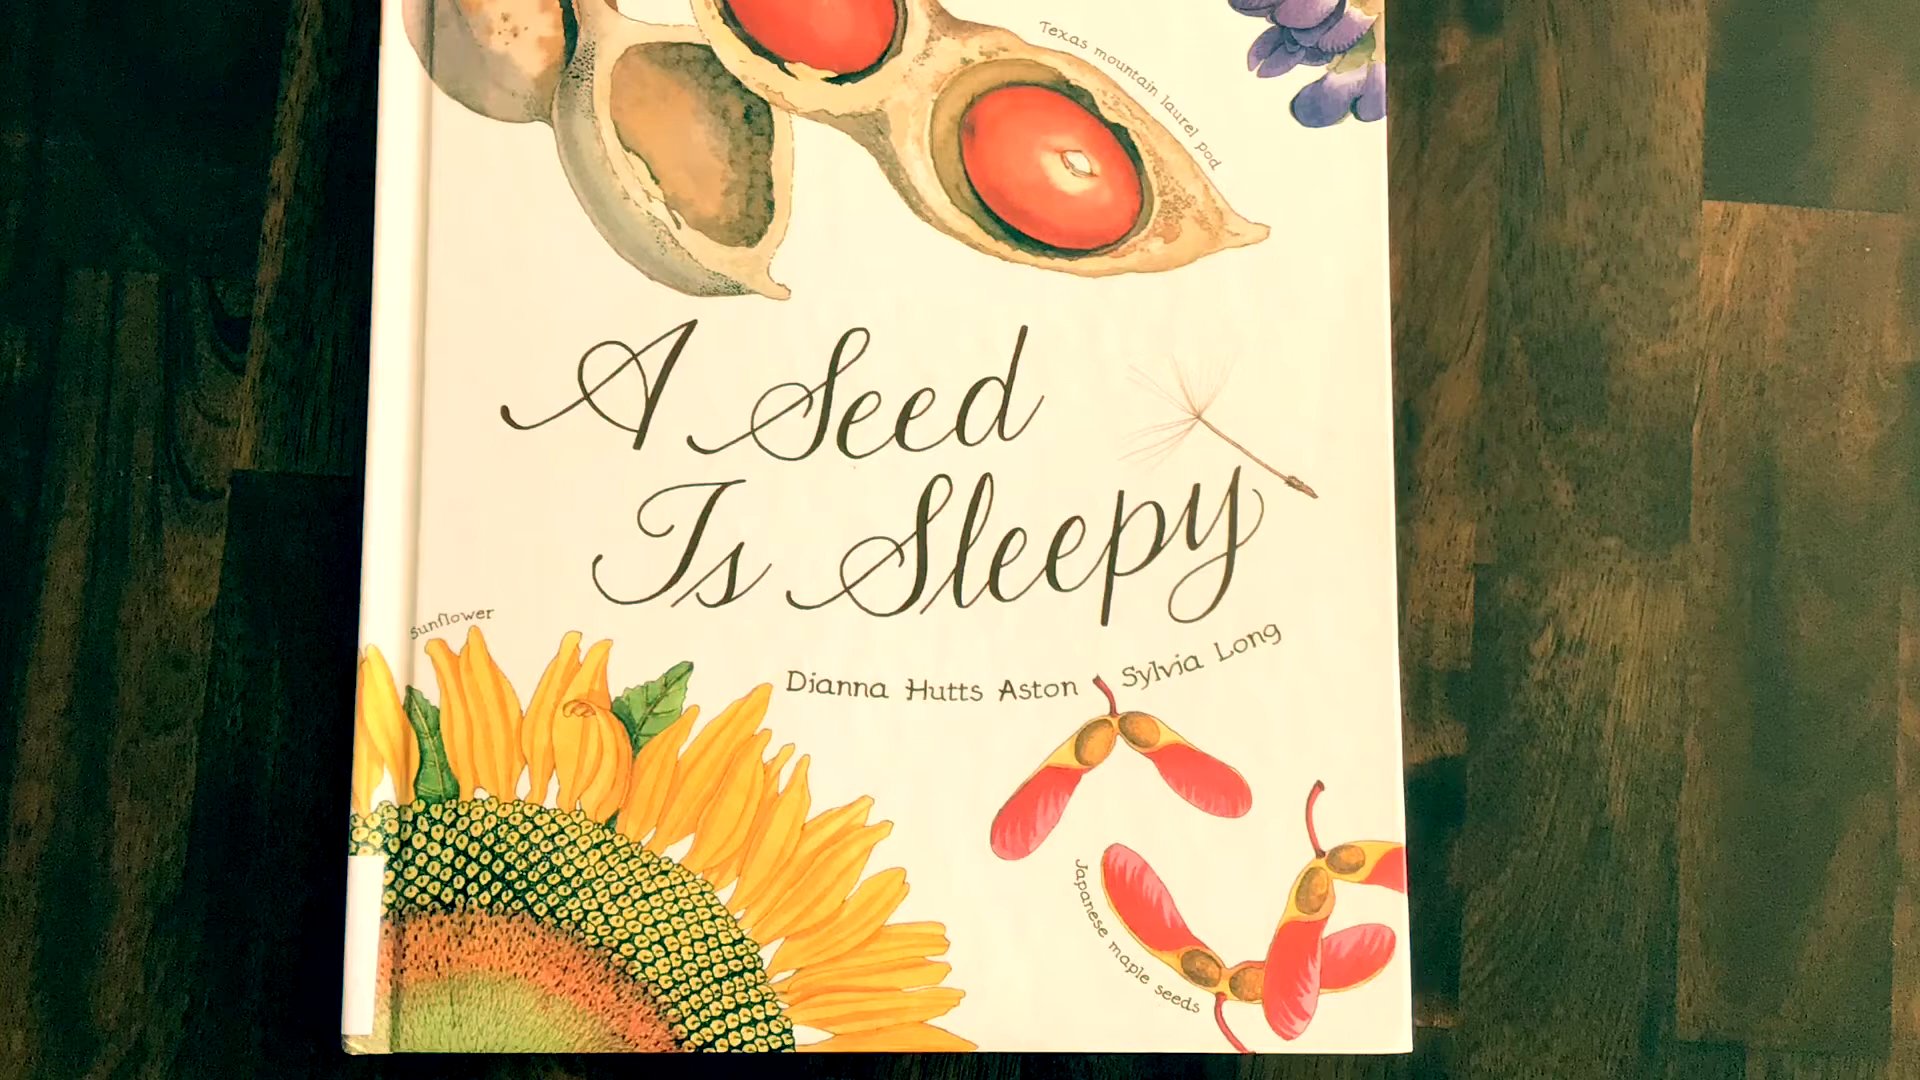 Texas mountain laurel pod
A Seed
Is Sleepy
sunflower
Dianna Hutts Aston
Sylvia Long
Japanese maple seeds